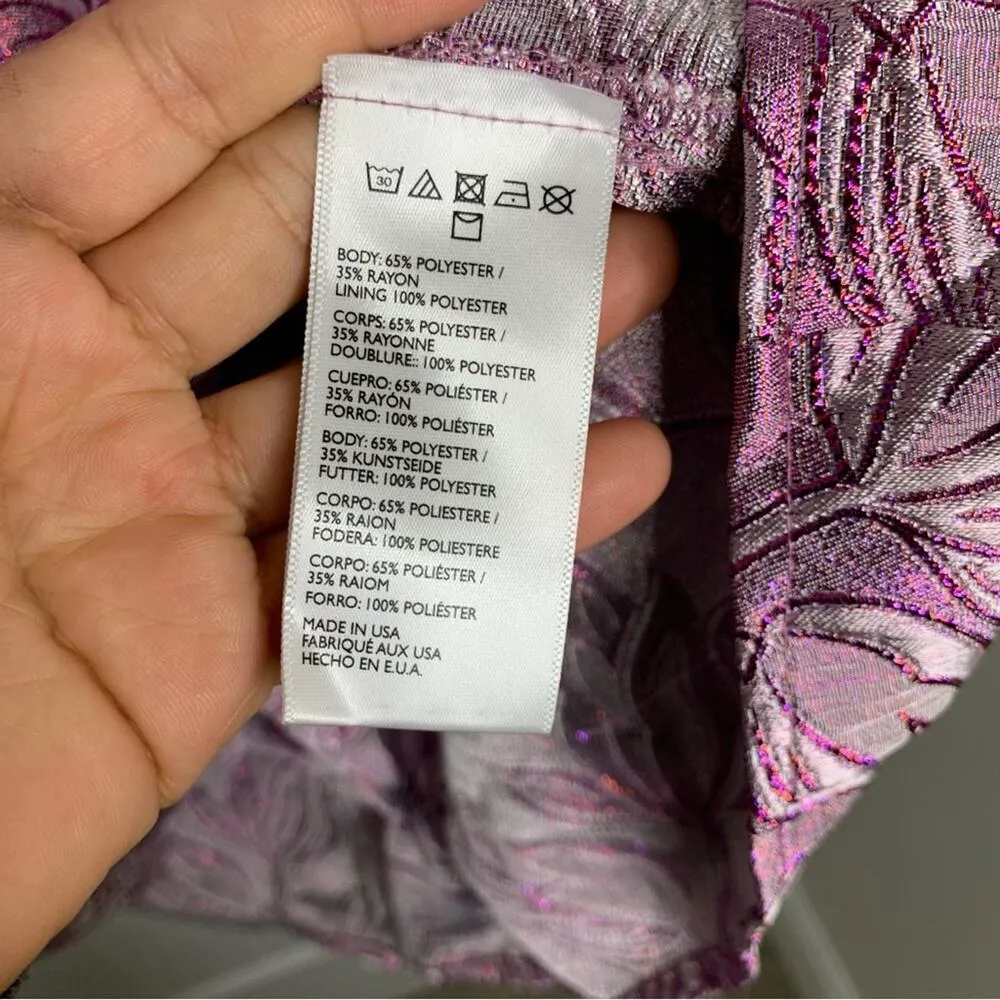 30
BODY: 65% POLYESTER /
35% RAYON
LINING 100% POLYESTER
CORPS: 65% POLYESTER /
35% RAYONNE
DOUBLURE:: 100% POLYESTER
CUEPRO: 65% POLIÉSTER /
35% RAYÓN
FORRO: 100% POLIÉSTER
BODY: 65% POLYESTER /
35% KUNSTSEIDE
FUTTER: 100% POLYESTER
CORPO: 65% POLIESTERE /
35% RAION
FODERA: 100% POLIESTERE
CORPO: 65% POLIÉSTER /
35% RAIOM
FORRO: 100% POLIÉSTER
MADE IN USA
FABRIQUÉ AUX USA
HECHO EN E.U.A.